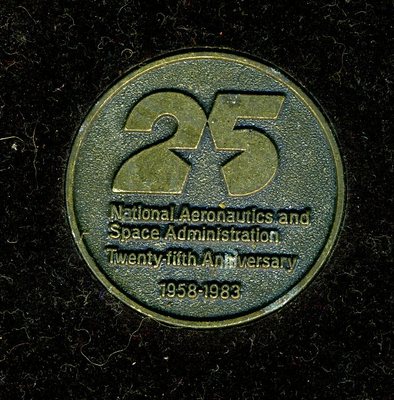 25
National Aeronautics and
Space Administration
Twenty-fifth Anniversary
1958-1983